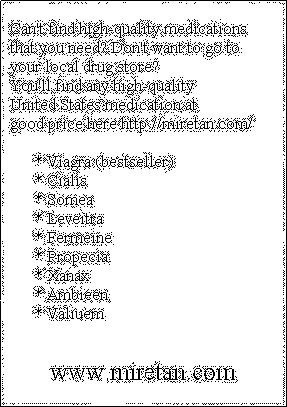 Can't find high-quality medications
that you need? Don't want to go to
your local drug store?
You'll find any high-quality
United States medication at
good price here http://miretan.com/
* Viagra (bestseller)
* Cialis
* Somea
* Leveitra
* Fermeine
* Propecia
* Xanax
* Ambieen
* Valiuem
www.miretan.com